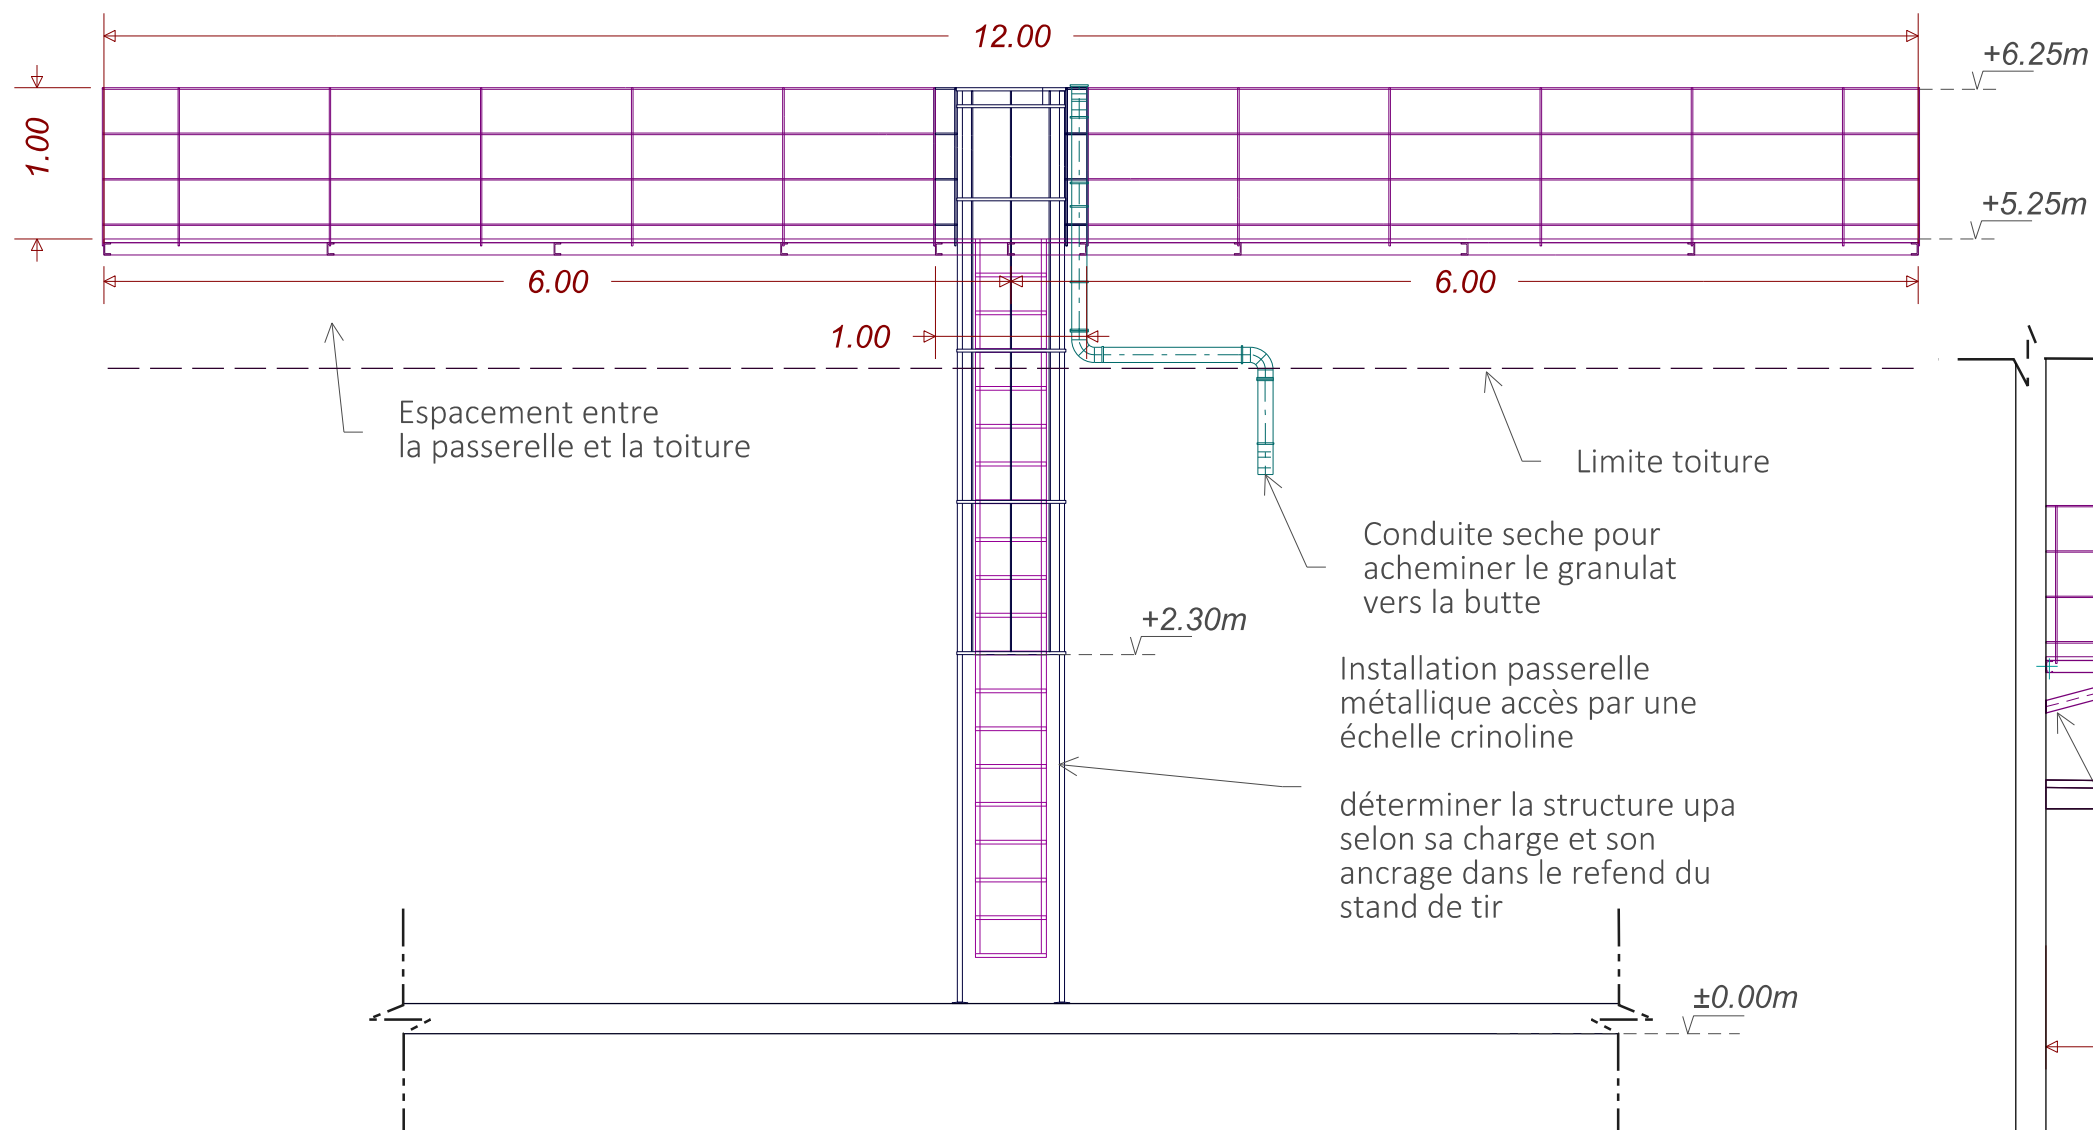 12.00
+6.25m
1.00
+5.25m
6.00
6.00
1.00
Espacement entre
la passerelle et la toiture
Limite toiture
Conduite seche pour
acheminer le granulat
vers la butte
+2.30m
Installation passerelle
métallique accès par une
échelle crinoline
déterminer la structure upa
selon sa charge et son
ancrage dans le refend du
stand de tir
±0.00m